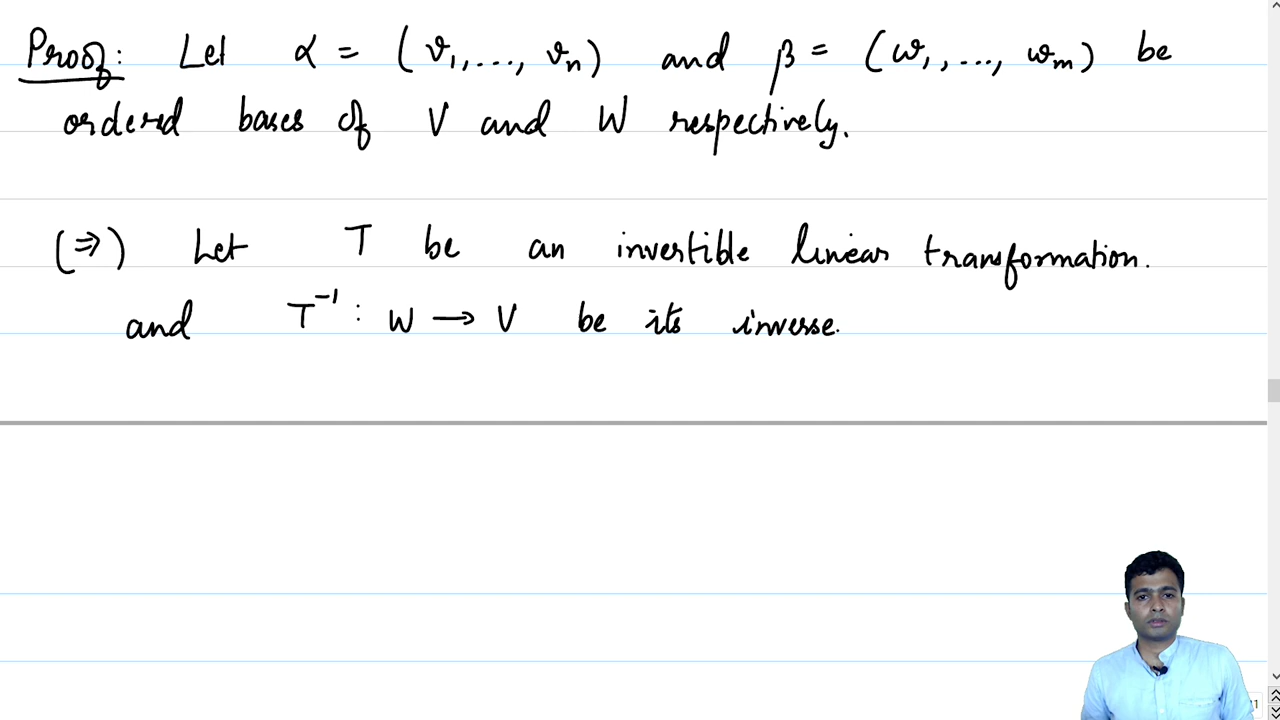 Proof: Let α = (v₁, ..., vₙ) and β = (w₁, ..., wₘ) be
ordered bases of V and W respectively.
(⇒) Let T be an invertible linear transformation.
and T⁻¹ : W → V be its inverse.